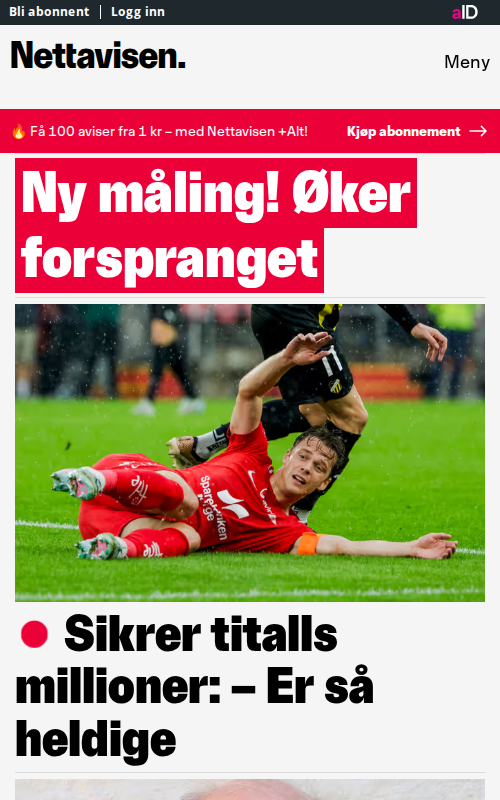 Bli abonnent | Logg inn
aID
Nettavisen.
Meny
🔥 Få 100 aviser fra 1 kr – med Nettavisen +Alt!
Kjøp abonnement →
Ny måling! Øker
forspranget
11
Sparebanken
Norge
Sikrer titalls
millioner: – Er så
heldige